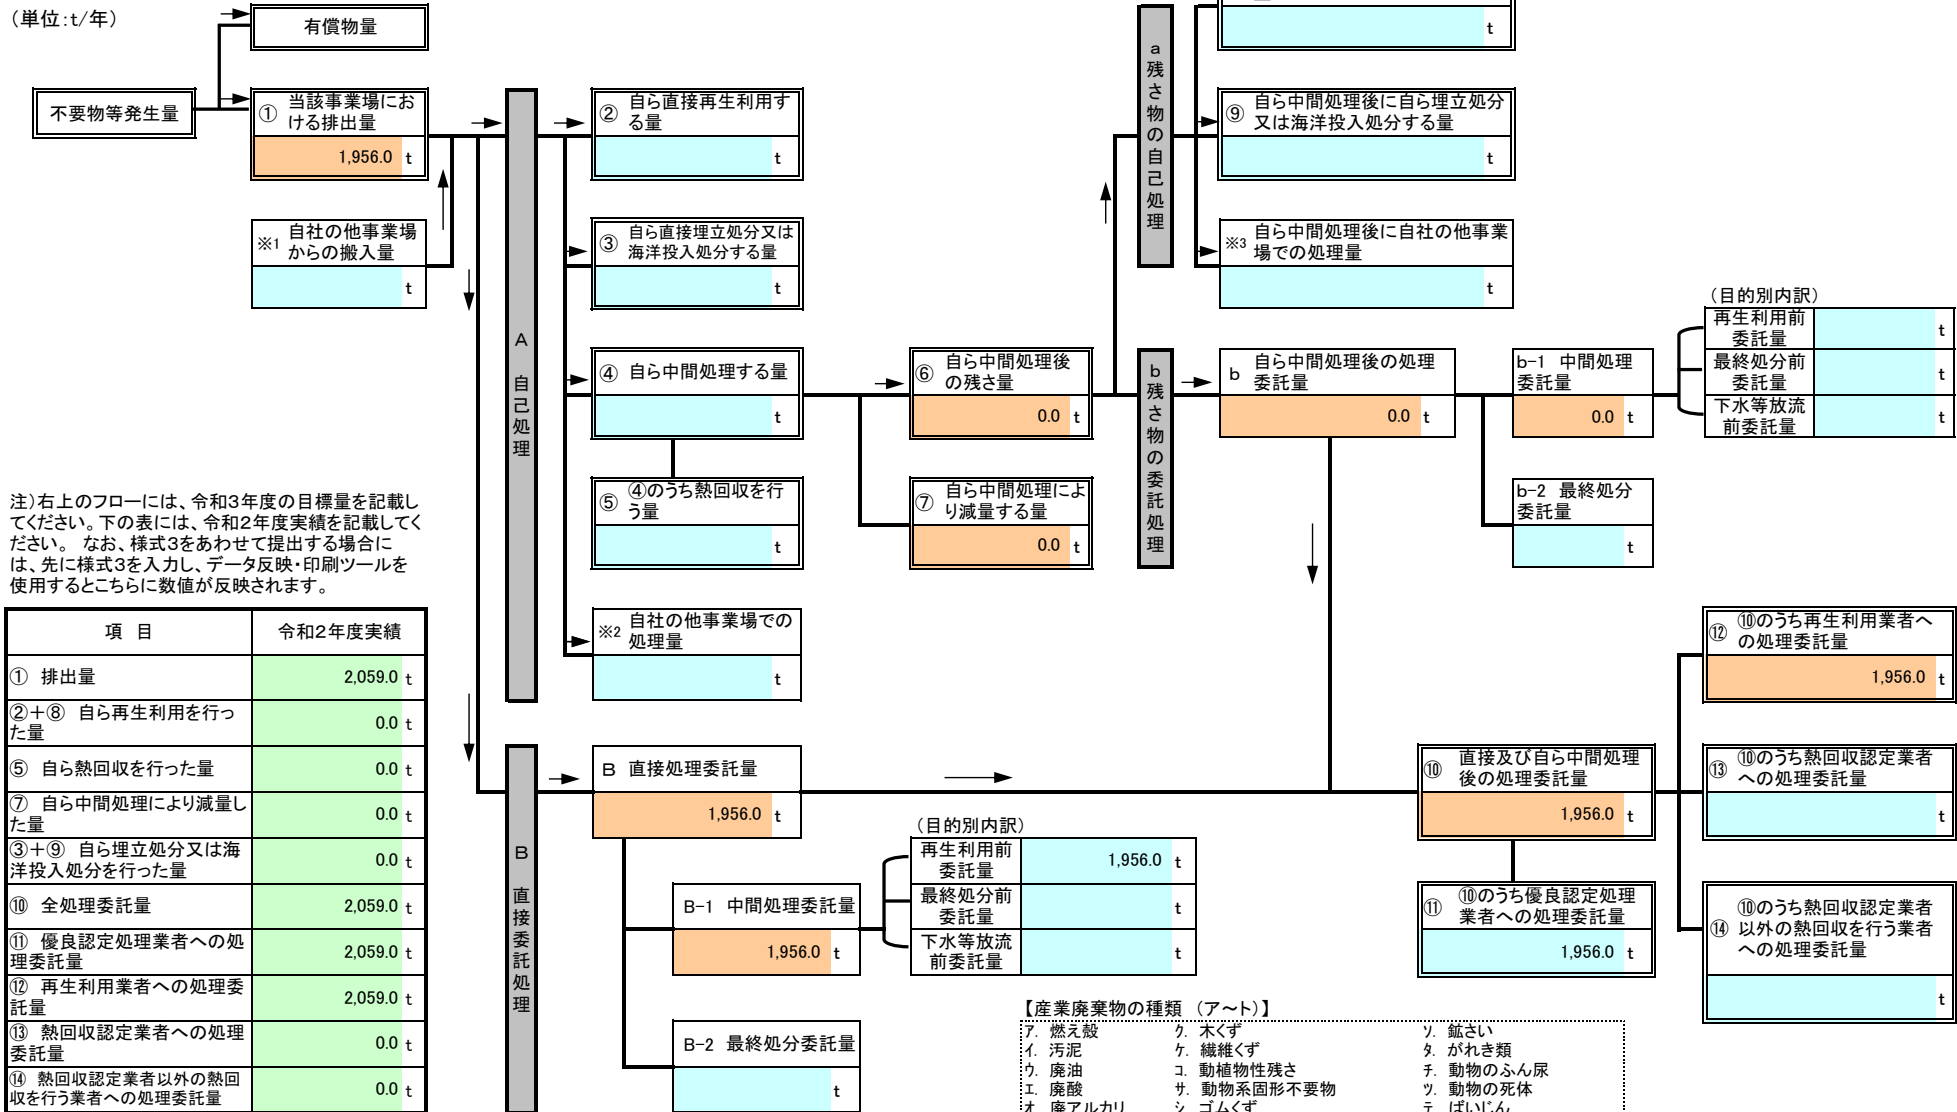 (単位:t/年)
有償物量
t
不要物等発生量
① 当該事業場にお
ける排出量
1,956.0 t
※1 自社の他事業場
からの搬入量
t
A 自己処理
② 自ら直接再生利用す
る量
t
③ 自ら直接埋立処分又は
海洋投入処分する量
t
④ 自ら中間処理する量
t
⑤ ④のうち熱回収を行
う量
t
※2 自社の他事業場での
処理量
t
⑥ 自ら中間処理後
の残さ量
0.0 t
⑦ 自ら中間処理によ
り減量する量
0.0 t
a残さ物の自己処理
⑨ 自ら中間処理後に自ら埋立処分
又は海洋投入処分する量
t
※3 自ら中間処理後に自社の他事業
場での処理量
t
b残さ物の委託処理
b 自ら中間処理後の処理
委託量
0.0 t
b-1 中間処理
委託量
0.0 t
b-2 最終処分
委託量
t
(目的別内訳)
再生利用前
委託量
t
最終処分前
委託量
t
下水等放流
前委託量
t
注)右上のフローには、令和3年度の目標量を記載し
てください。下の表には、令和2年度実績を記載してく
ださい。 なお、様式3をあわせて提出する場合に
は、先に様式3を入力し、データ反映・印刷ツールを
使用するとこちらに数値が反映されます。
項 目 令和2年度実績
① 排出量 2,059.0 t
②+⑧ 自ら再生利用を行っ
た量 0.0 t
⑤ 自ら熱回収を行った量 0.0 t
⑦ 自ら中間処理により減量し
た量 0.0 t
③+⑨ 自ら埋立処分又は海
洋投入処分を行った量 0.0 t
⑩ 全処理委託量 2,059.0 t
⑪ 優良認定処理業者への処
理委託量 2,059.0 t
⑫ 再生利用業者への処理委
託量 2,059.0 t
⑬ 熱回収認定業者への処理
委託量 0.0 t
⑭ 熱回収認定業者以外の熱回
収を行う業者への処理委託量 0.0 t
B 直接委託処理
B 直接処理委託量
1,956.0 t
B-1 中間処理委託量
1,956.0 t
B-2 最終処分委託量
t
(目的別内訳)
再生利用前
委託量
1,956.0 t
最終処分前
委託量
t
下水等放流
前委託量
t
⑩ 直接及び自ら中間処理
後の処理委託量
1,956.0 t
⑪ ⑩のうち優良認定処理
業者への処理委託量
1,956.0 t
⑫ ⑩のうち再生利用業者へ
の処理委託量
1,956.0 t
⑬ ⑩のうち熱回収認定業者
への処理委託量
t
⑭ ⑩のうち熱回収認定業者
以外の熱回収を行う業者
への処理委託量
t
【産業廃棄物の種類 (ア~ト)】
ア. 燃え殻 ク. 木くず ソ. 鉱さい
イ. 汚泥 ケ. 繊維くず タ. がれき類
ウ. 廃油 コ. 動植物性残さ チ. 動物のふん尿
エ. 廃酸 サ. 動物系固形不要物 ツ. 動物の死体
オ. 廃アルカリ シ. ゴムくず テ. ばいじん